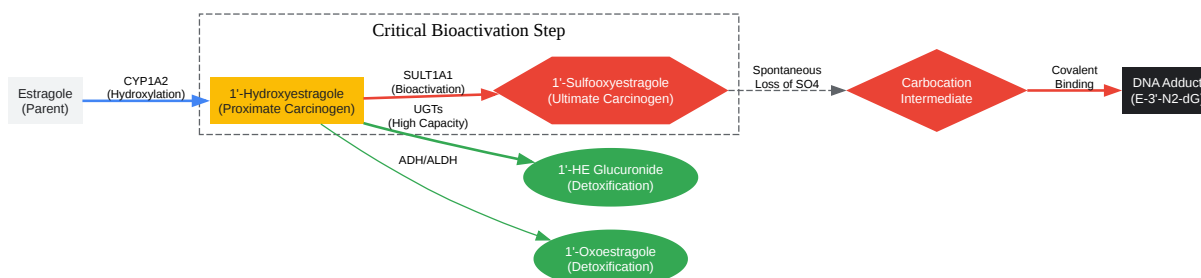 Critical Bioactivation Step
Estragole
(Parent)
CYP1A2
(Hydroxylation)
1'-Hydroxyestragole
(Proximate Carcinogen)
SULT1A1
(Bioactivation)
UGTs
(High Capacity)
ADH/ALDH
1'-Sulfooxyestragole
(Ultimate Carcinogen)
Spontaneous
Loss of SO4
Carbocation
Intermediate
Covalent
Binding
DNA Adduct
(E-3'-N2-dG)
1'-HE Glucuronide
(Detoxification)
1'-Oxoestragole
(Detoxification)